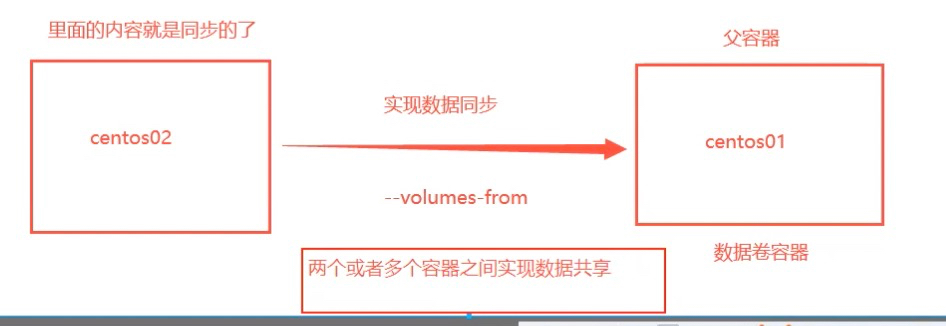 里面的内容就是同步的了
父容器
实现数据同步
centos02
centos01
--volumes-from
数据卷容器
两个或者多个容器之间实现数据共享